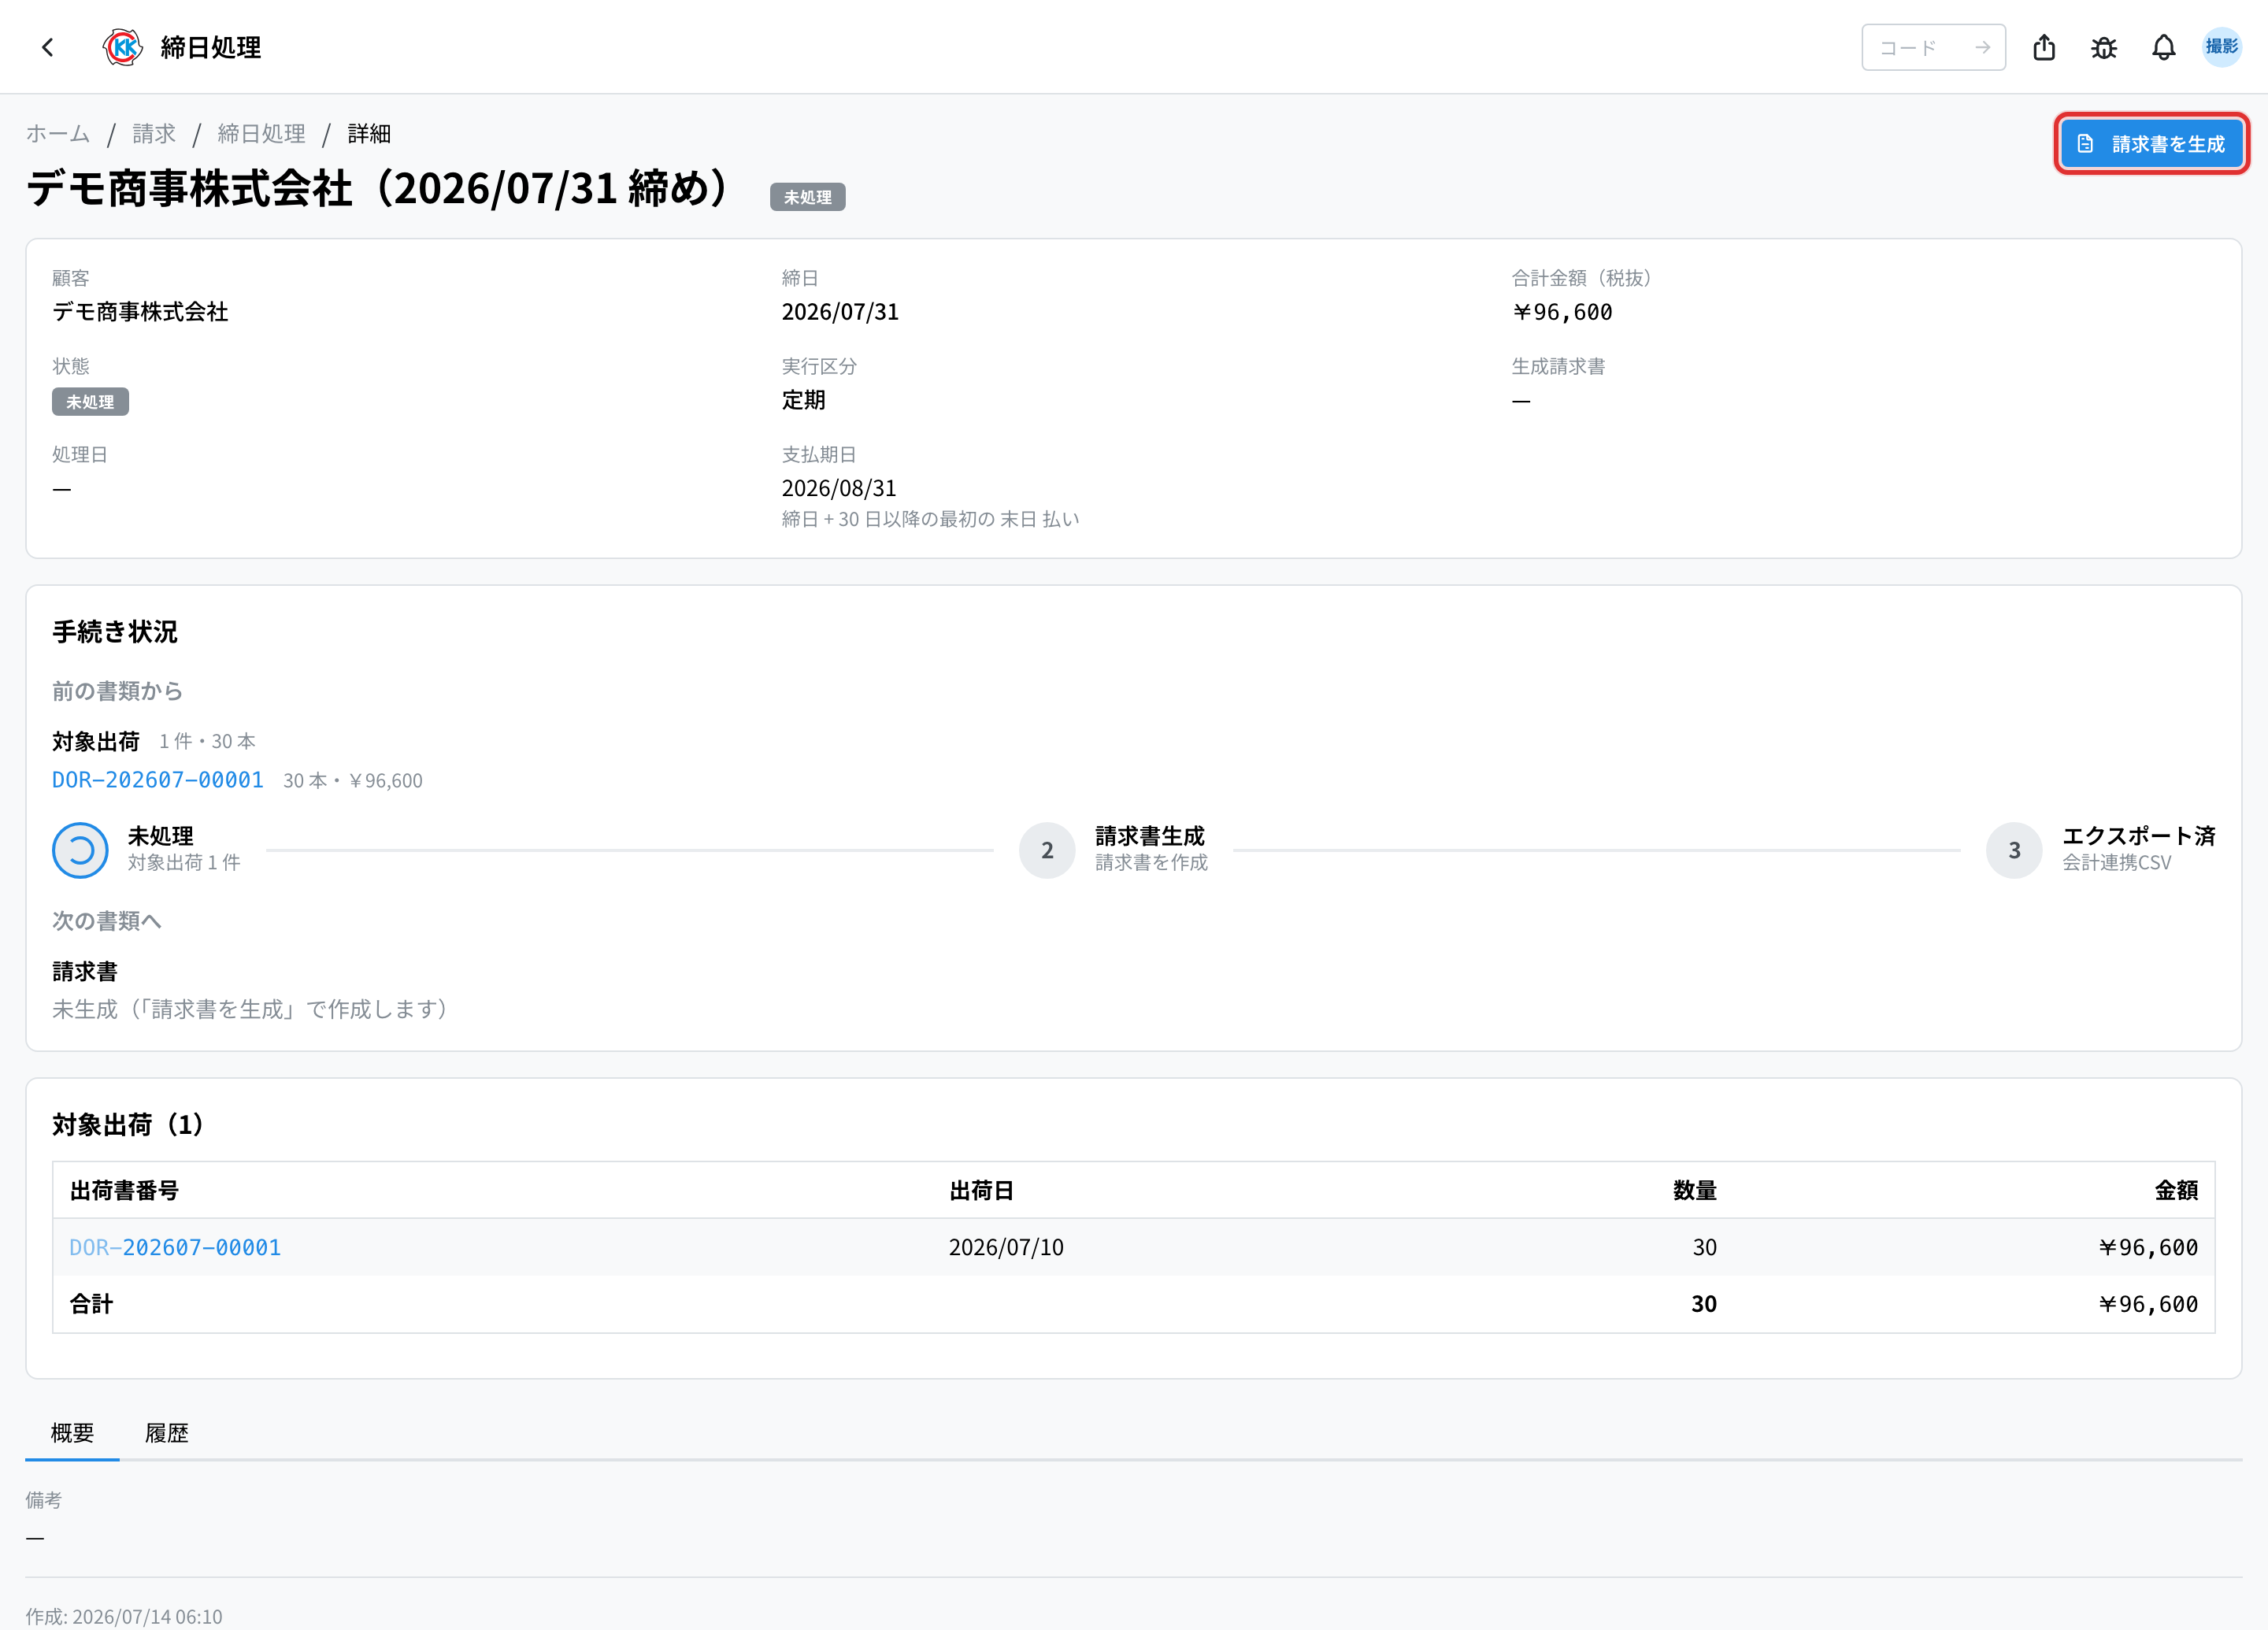 締日処理
コード
撮影
ホーム / 請求 / 締日処理 / 詳細
請求書を生成
デモ商事株式会社（2026/07/31 締め） 未処理
顧客
デモ商事株式会社
締日
2026/07/31
合計金額（税抜）
￥96,600
状態
未処理
実行区分
定期
生成請求書
—
処理日
—
支払期日
2026/08/31
締日 + 30 日以降の最初の 末日 払い
手続き状況
前の書類から
対象出荷 1 件・30 本
DOR-202607-00001 30 本・￥96,600
未処理
対象出荷 1 件
2
請求書生成
請求書を作成
3
エクスポート済
会計連携CSV
次の書類へ
請求書
未生成（「請求書を生成」で作成します）
対象出荷（1）
出荷書番号 出荷日 数量 金額
DOR-202607-00001 2026/07/10 30 ￥96,600
合計 30 ￥96,600
概要 履歴
備考
—
作成: 2026/07/14 06:10